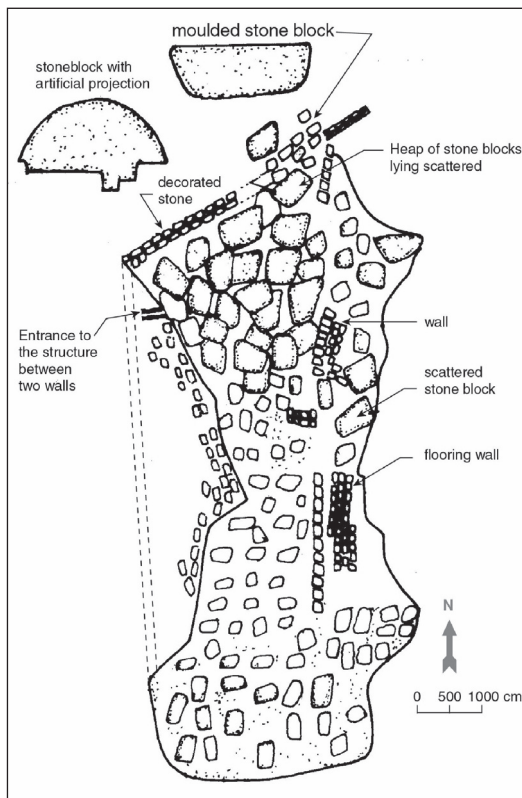 moulded stone block
stoneblock with
artificial projection
Heap of stone blocks
lying scattered
decorated
stone
Entrance to
the structure
between
two walls
wall
scattered
stone block
flooring wall
N
0 500 1000 cm